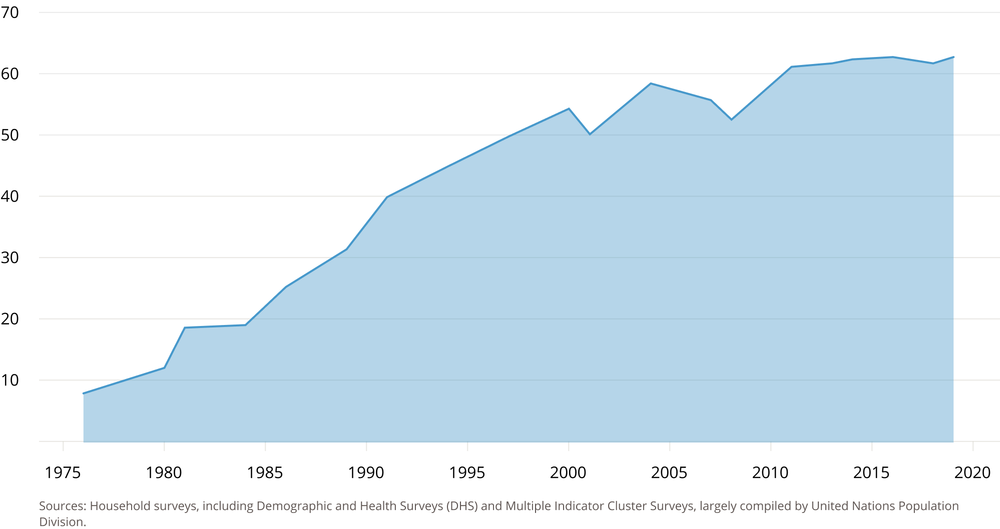 70
60
50
40
30
20
10
1975 1980 1985 1990 1995 2000 2005 2010 2015 2020
Sources: Household surveys, including Demographic and Health Surveys (DHS) and Multiple Indicator Cluster Surveys, largely compiled by United Nations Population
Division.